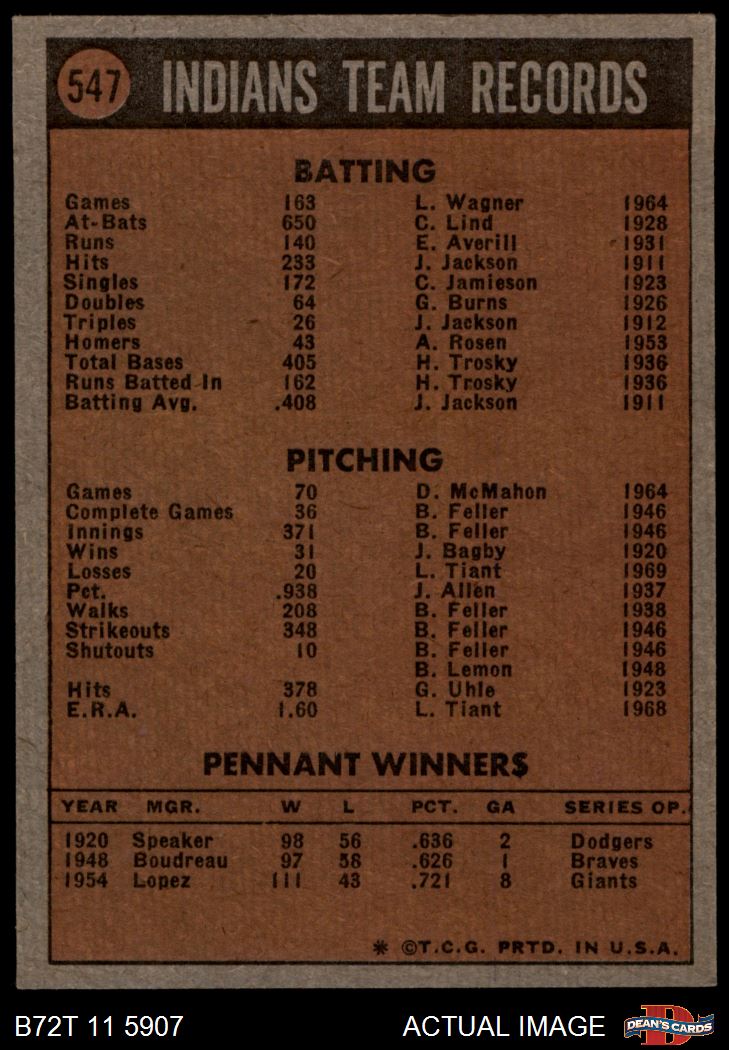 547 INDIANS TEAM RECORDS
BATTING
Games 163 L. Wagner 1964
At-Bats 650 C. Lind 1928
Runs 140 E. Averill 1931
Hits 233 J. Jackson 1911
Singles 172 C. Jamieson 1923
Doubles 64 G. Burns 1926
Triples 26 J. Jackson 1912
Homers 43 A. Rosen 1953
Total Bases 405 H. Trosky 1936
Runs Batted In 162 H. Trosky 1936
Batting Avg. .408 J. Jackson 1911
PITCHING
Games 70 D. McMahon 1964
Complete Games 36 B. Feller 1946
Innings 371 B. Feller 1946
Wins 31 J. Bagby 1920
Losses 20 L. Tiant 1969
Pct. .938 J. Allen 1937
Walks 208 B. Feller 1938
Strikeouts 348 B. Feller 1946
Shutouts 10 B. Feller 1946
B. Lemon 1948
Hits 378 G. Uhle 1923
E.R.A. 1.60 L. Tiant 1968
PENNANT WINNERS
YEAR MGR. W L PCT. GA SERIES OP.
1920 Speaker 98 56 .636 2 Dodgers
1948 Boudreau 97 58 .626 1 Braves
1954 Lopez 111 43 .721 8 Giants
* ©T.C.G. PRTD. IN U.S.A.
B72T 11 5907 ACTUAL IMAGE D DEAN'S CARDS